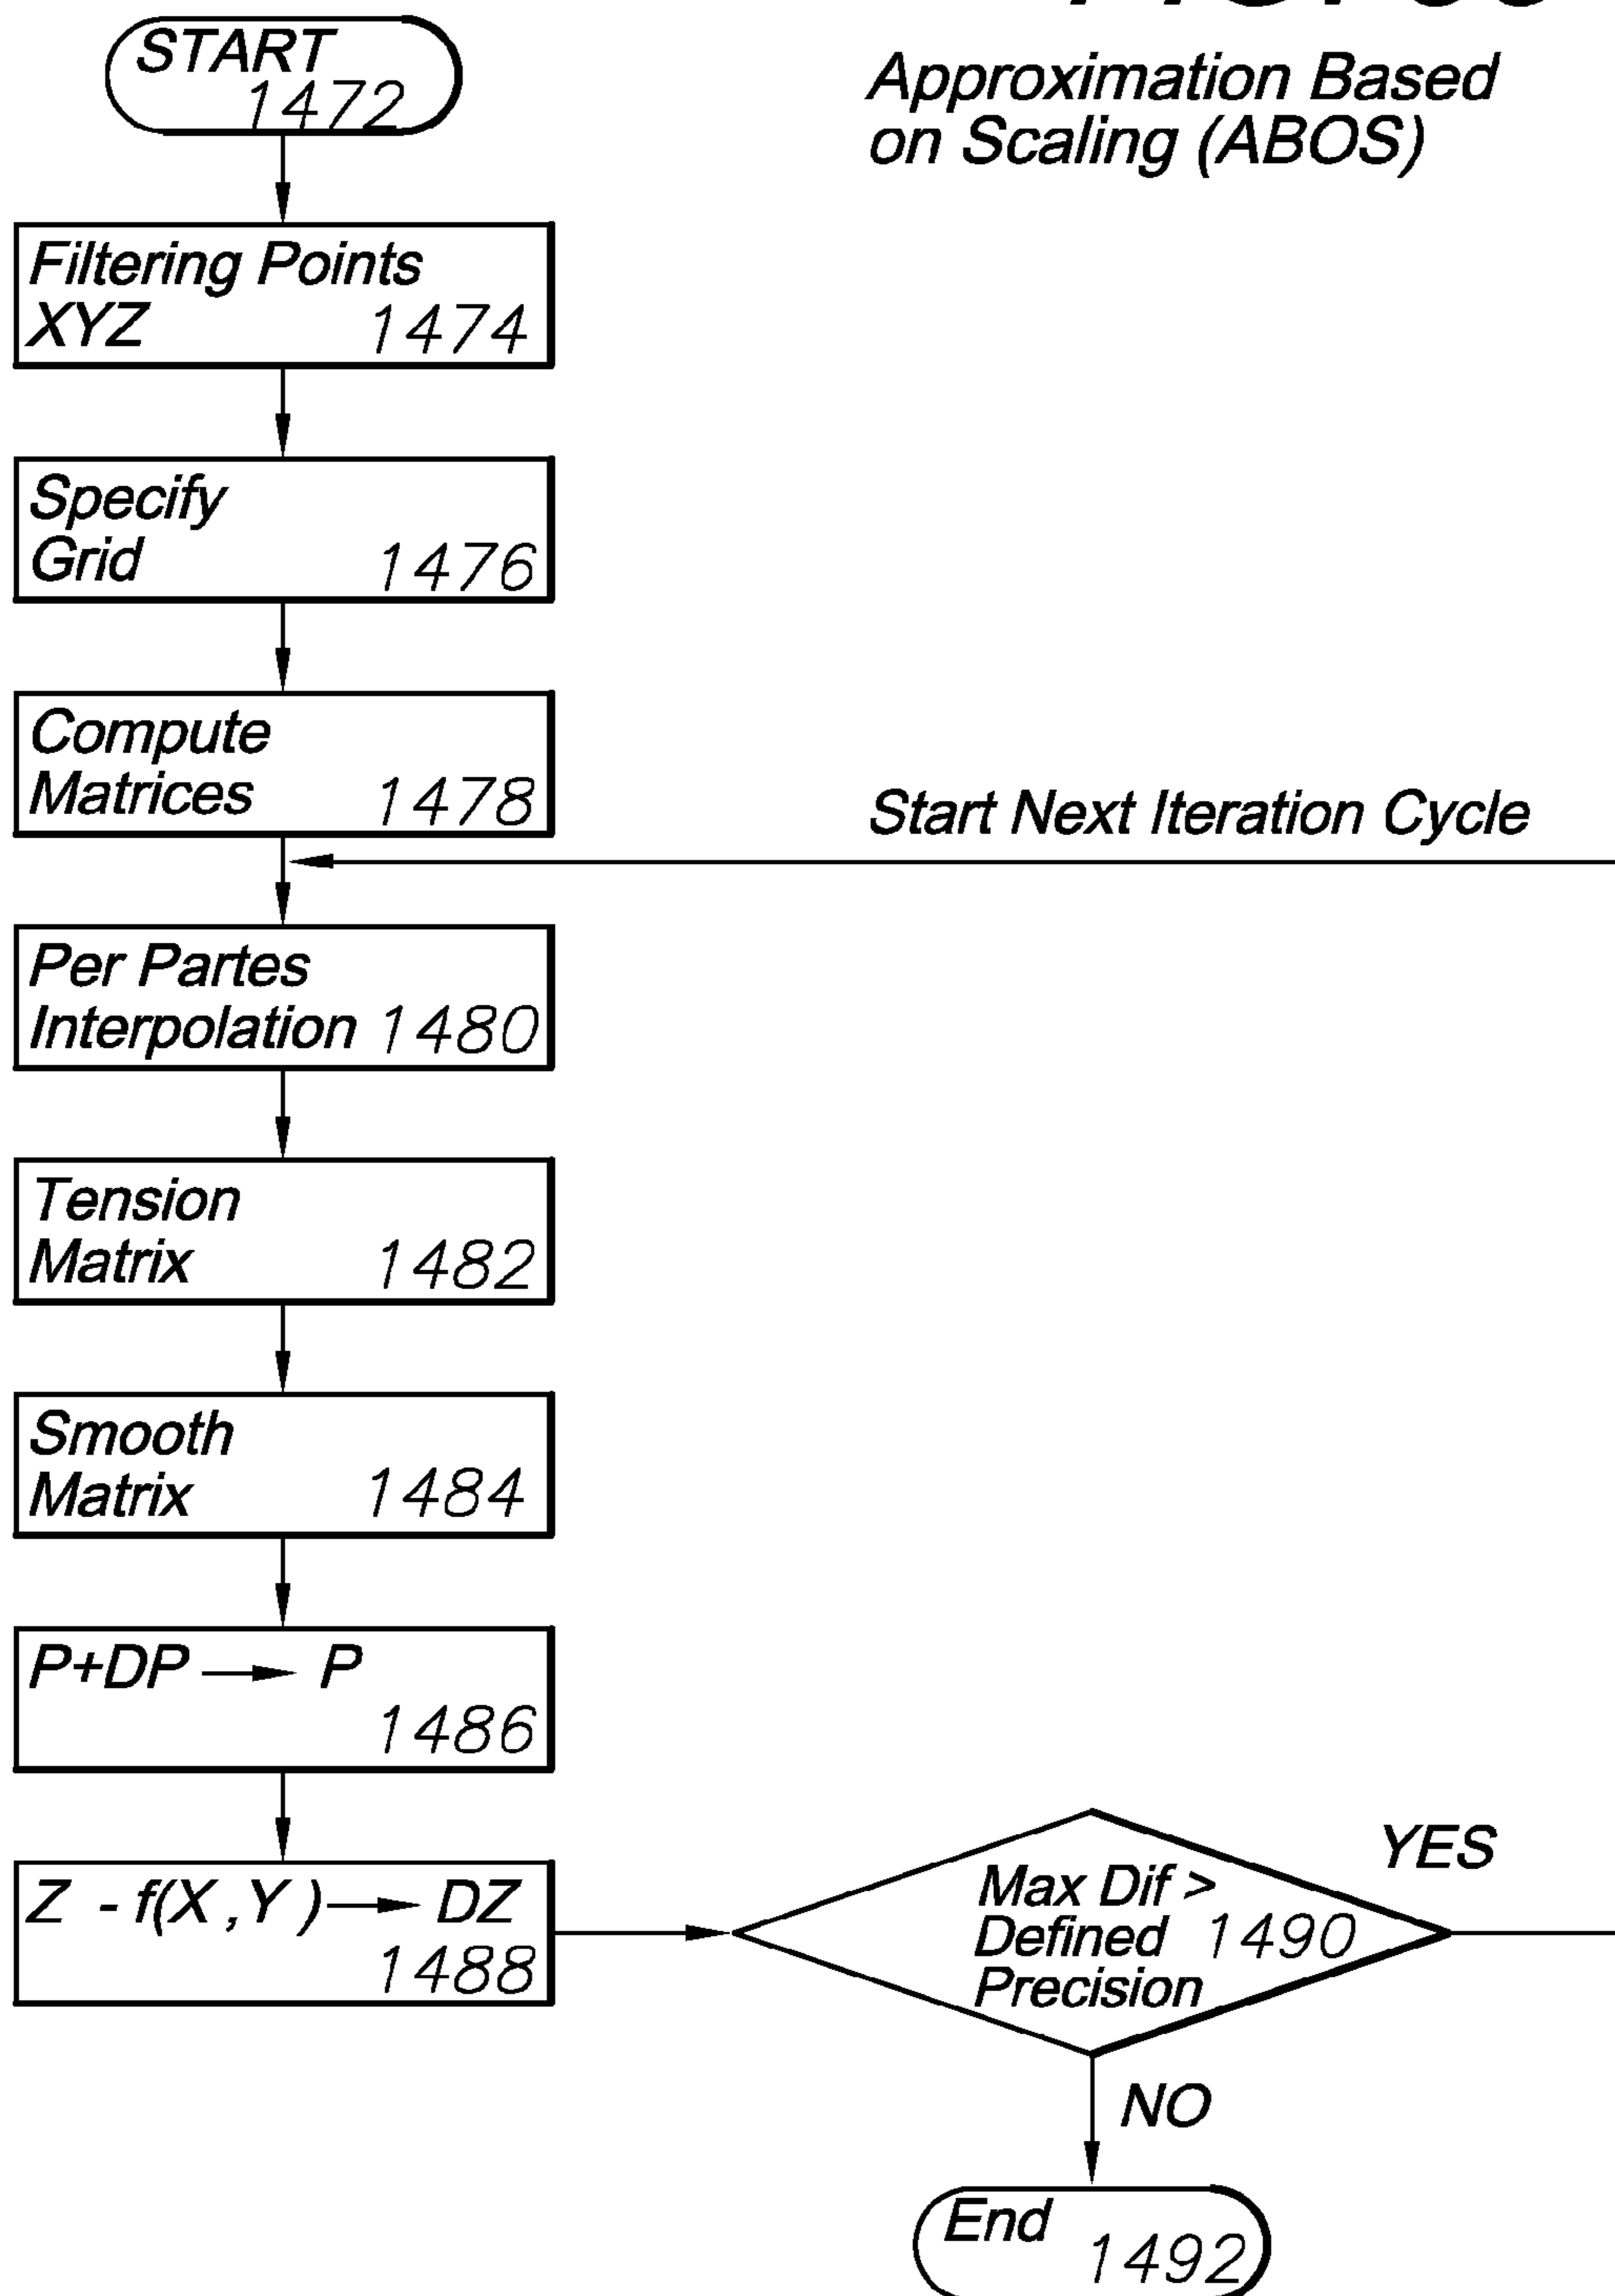 START
1472
Approximation Based
on Scaling (ABOS)
Filtering Points
XYZ 1474
Specify
Grid 1476
Compute
Matrices 1478
Start Next Iteration Cycle
Per Partes
Interpolation 1480
Tension
Matrix 1482
Smooth
Matrix 1484
P+DP → P
1486
Z - f(X ,Y ) → DZ
1488
Max Dif >
Defined 1490
Precision
YES
NO
End
1492